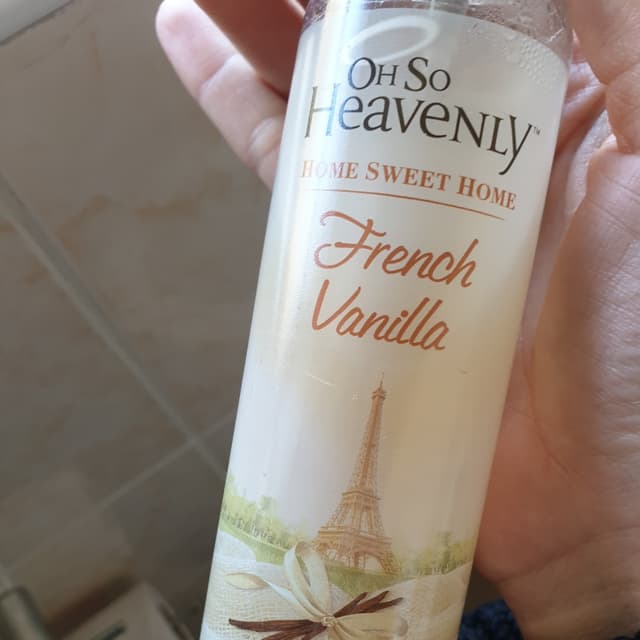 Oh So
Heavenly™
Home Sweet Home
French
Vanilla